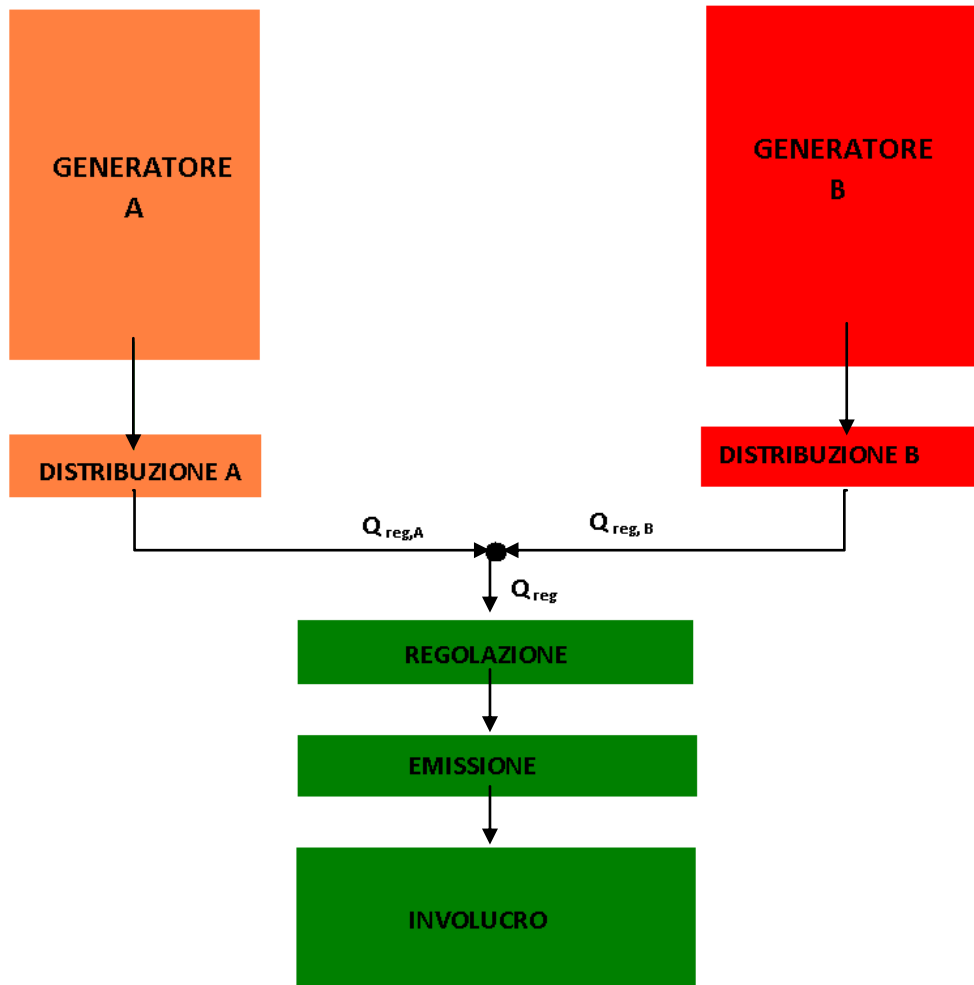 GENERATORE
A
GENERATORE
B
DISTRIBUZIONE A
DISTRIBUZIONE B
Q reg,A
Q reg, B
Q reg
REGOLAZIONE
EMISSIONE
INVOLUCRO